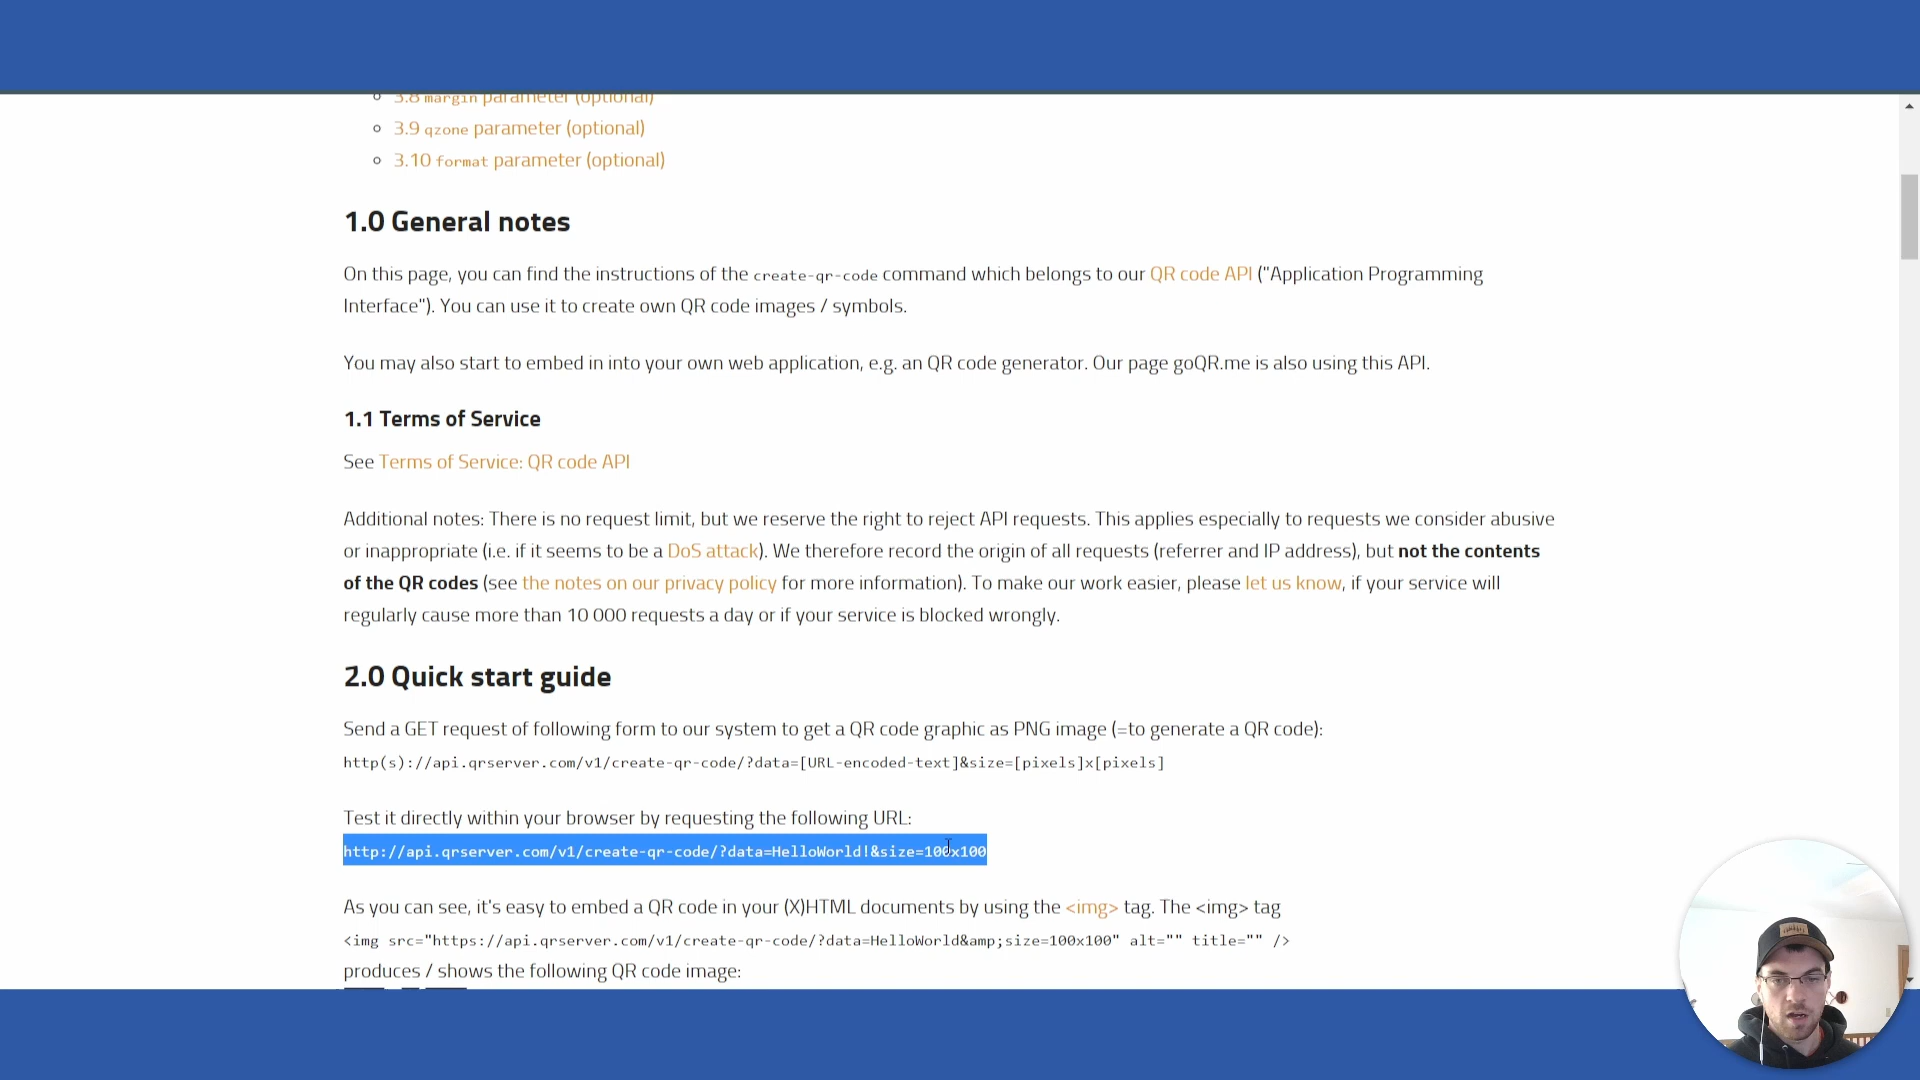 3.8 margin parameter (optional)
3.9 qzone parameter (optional)
3.10 format parameter (optional)
1.0 General notes
On this page, you can find the instructions of the create-qr-code command which belongs to our QR code API ("Application Programming
Interface"). You can use it to create own QR code images / symbols.
You may also start to embed in into your own web application, e.g. an QR code generator. Our page goQR.me is also using this API.
1.1 Terms of Service
See Terms of Service: QR code API
Additional notes: There is no request limit, but we reserve the right to reject API requests. This applies especially to requests we consider abusive
or inappropriate (i.e. if it seems to be a DoS attack). We therefore record the origin of all requests (referrer and IP address), but not the contents
of the QR codes (see the notes on our privacy policy for more information). To make our work easier, please let us know, if your service will
regularly cause more than 10 000 requests a day or if your service is blocked wrongly.
2.0 Quick start guide
Send a GET request of following form to our system to get a QR code graphic as PNG image (=to generate a QR code):
http(s)://api.qrserver.com/v1/create-qr-code/?data=[URL-encoded-text]&size=[pixels]x[pixels]
Test it directly within your browser by requesting the following URL:
http://api.qrserver.com/v1/create-qr-code/?data=HelloWorld!&size=100x100
As you can see, it's easy to embed a QR code in your (X)HTML documents by using the <img> tag. The <img> tag
<img src="https://api.qrserver.com/v1/create-qr-code/?data=HelloWorld&amp;size=100x100" alt="" title="" />
produces / shows the following QR code image: